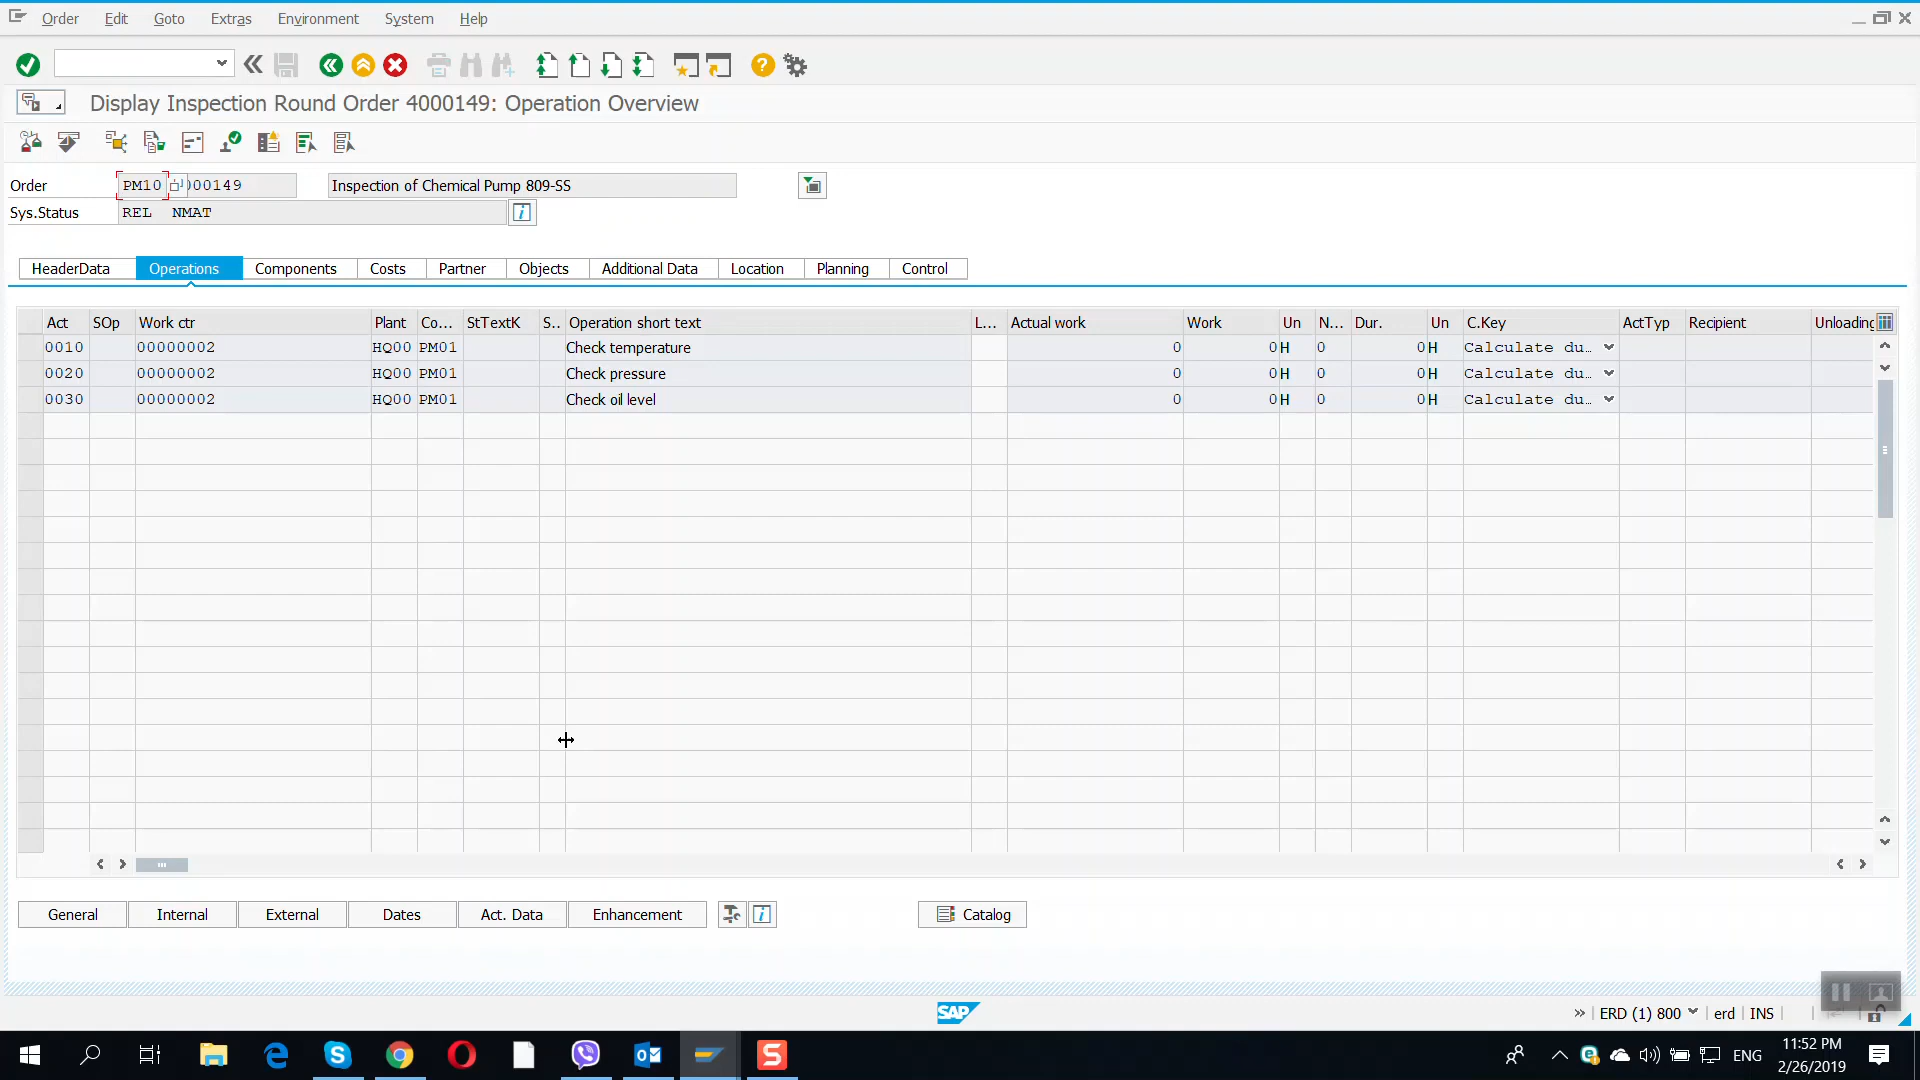 Order Edit Goto Extras Environment System Help
Display Inspection Round Order 4000149: Operation Overview
Order PM10 000149 Inspection of Chemical Pump 809-SS
Sys.Status REL NMAT
HeaderData Operations Components Costs Partner Objects Additional Data Location Planning Control
Act SOp Work ctr Plant Co... StTextK S.. Operation short text L... Actual work Work Un N... Dur. Un C.Key ActTyp Recipient Unloading
0010 00000002 HQ00 PM01 Check temperature 0 0 H 0 0 H Calculate du…
0020 00000002 HQ00 PM01 Check pressure 0 0 H 0 0 H Calculate du…
0030 00000002 HQ00 PM01 Check oil level 0 0 H 0 0 H Calculate du…
General Internal External Dates Act. Data Enhancement Catalog
SAP ERD (1) 800 erd INS
ENG 11:52 PM
2/26/2019